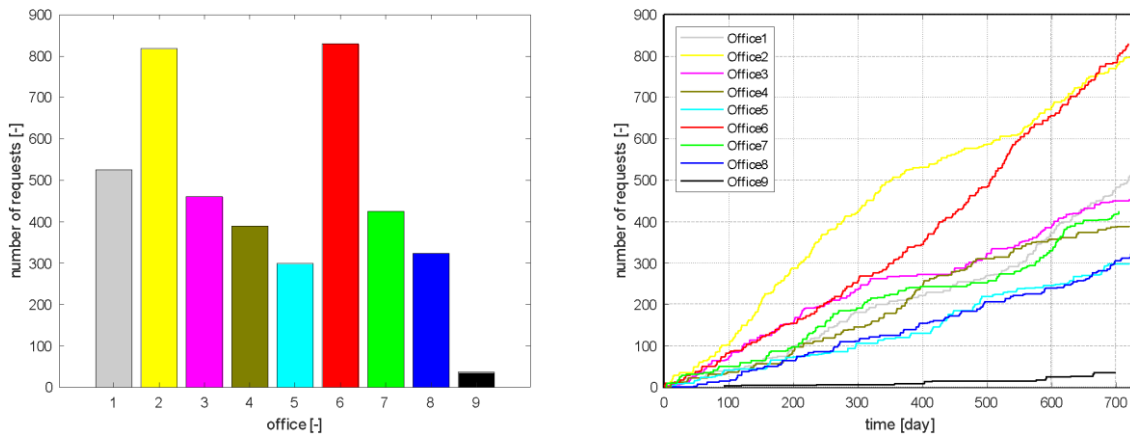 900
800
700
600
500
400
300
200
100
0
number of requests [-]
1 2 3 4 5 6 7 8 9
office [-]
900
800
700
600
500
400
300
200
100
0
number of requests [-]
Office1
Office2
Office3
Office4
Office5
Office6
Office7
Office8
Office9
0 100 200 300 400 500 600 700
time [day]